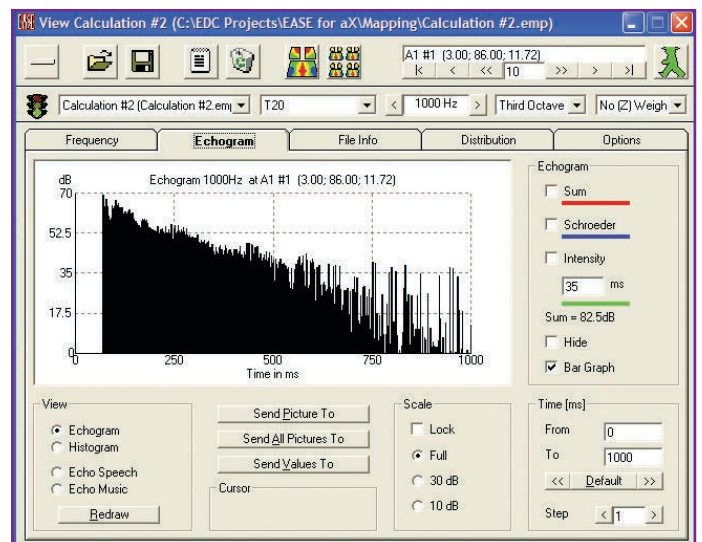 View Calculation #2 (C:\EDC Projects\EASE for aX\Mapping\Calculation #2.emp)
A1 #1 (3.00; 86.00; 11.72)
K < << 10 >> > >|
Calculation #2 (Calculation #2.em T20 < 1000 Hz > Third Octave No (Z) Weigh
Frequency Echogram File Info Distribution Options
dB Echogram 1000Hz at A1 #1 (3.00; 86.00; 11.72)
70
52.5
35
17.5
0
0 250 500 750 1000
Time in ms
Echogram
Sum
Schroeder
Intensity
35 ms
Sum = 82.5dB
Hide
Bar Graph
View
Echogram
Histogram
Echo Speech
Echo Music
Redraw
Send Picture To
Send All Pictures To
Send Values To
Cursor
Scale
Lock
Full
30 dB
10 dB
Time [ms]
From 0
To 1000
<< Default >>
Step < 1 >